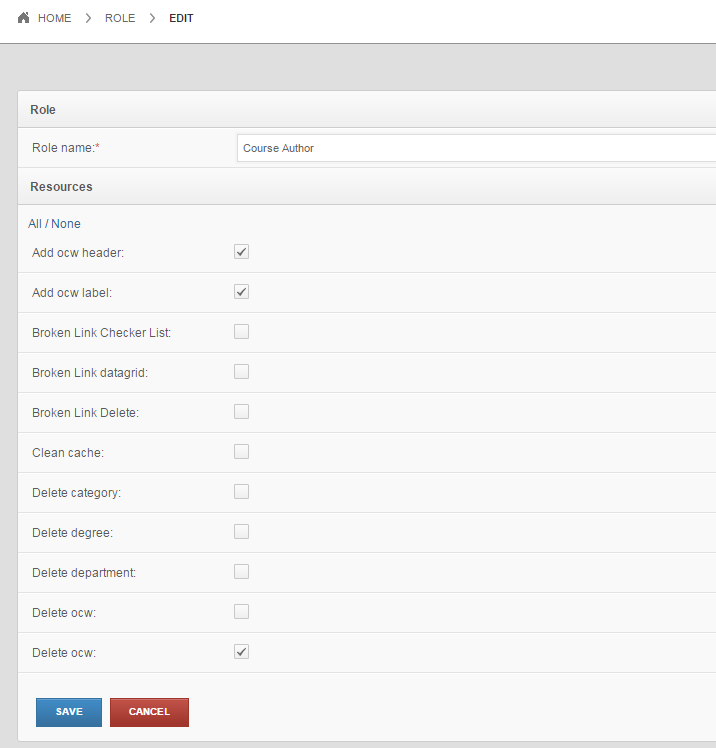 HOME > ROLE > EDIT
Role
Role name:* Course Author
Resources
All / None
Add ocw header:
Add ocw label:
Broken Link Checker List:
Broken Link datagrid:
Broken Link Delete:
Clean cache:
Delete category:
Delete degree:
Delete department:
Delete ocw:
Delete ocw:
SAVE CANCEL